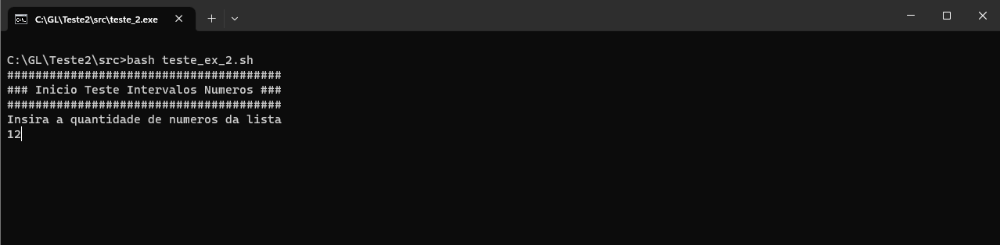 C:\GL\Teste2\src\teste_2.exe
C:\GL\Teste2\src>bash teste_ex_2.sh
#######################################
### Inicio Teste Intervalos Numeros ###
#######################################
Insira a quantidade de numeros da lista
12